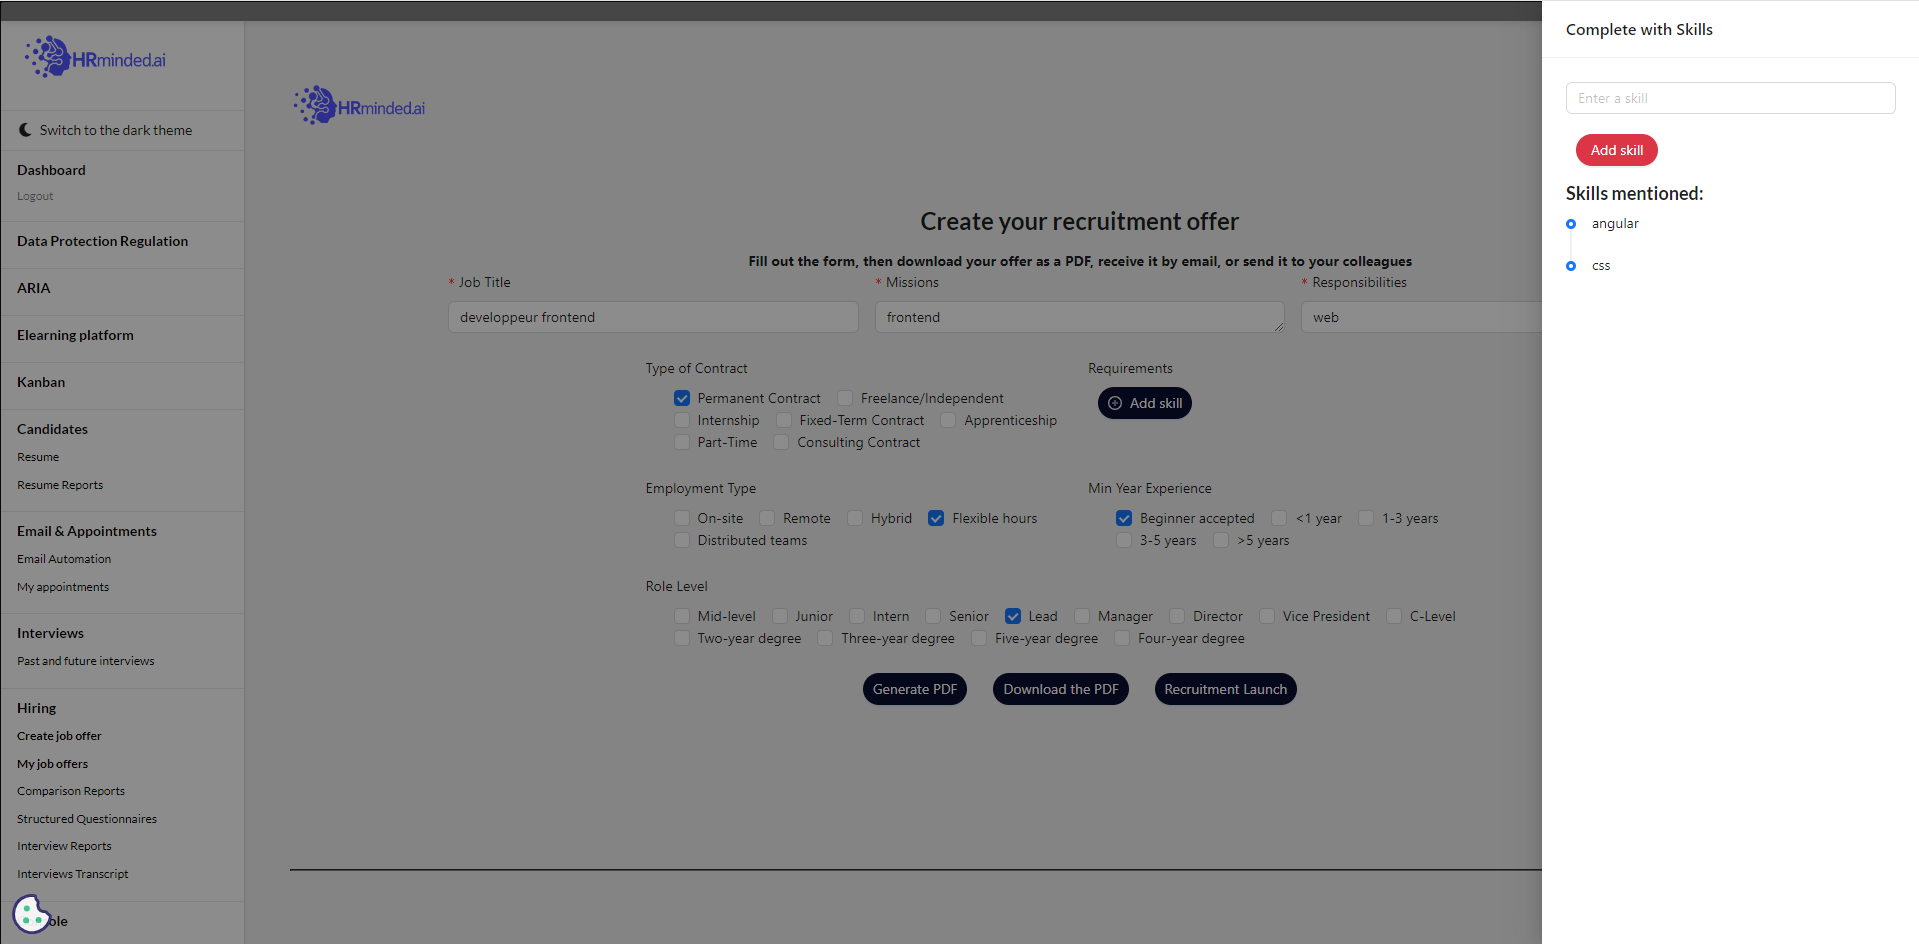 HRminded.ai
Switch to the dark theme
Dashboard
Logout
Data Protection Regulation
ARIA
Elearning platform
Kanban
Candidates
Resume
Resume Reports
Email & Appointments
Email Automation
My appointments
Interviews
Past and future interviews
Hiring
Create job offer
My job offers
Comparison Reports
Structured Questionnaires
Interview Reports
Interviews Transcript
HRminded.ai
Create your recruitment offer
Fill out the form, then download your offer as a PDF, receive it by email, or send it to your colleagues
* Job Title
developpeur frontend
* Missions
frontend
* Responsibilities
web
Type of Contract
Permanent Contract Freelance/Independent
Internship Fixed-Term Contract Apprenticeship
Part-Time Consulting Contract
Requirements
Add skill
Employment Type
On-site Remote Hybrid Flexible hours
Distributed teams
Min Year Experience
Beginner accepted <1 year 1-3 years
3-5 years >5 years
Role Level
Mid-level Junior Intern Senior Lead Manager Director Vice President C-Level
Two-year degree Three-year degree Five-year degree Four-year degree
Generate PDF Download the PDF Recruitment Launch
Complete with Skills
Enter a skill
Add skill
Skills mentioned:
angular
css